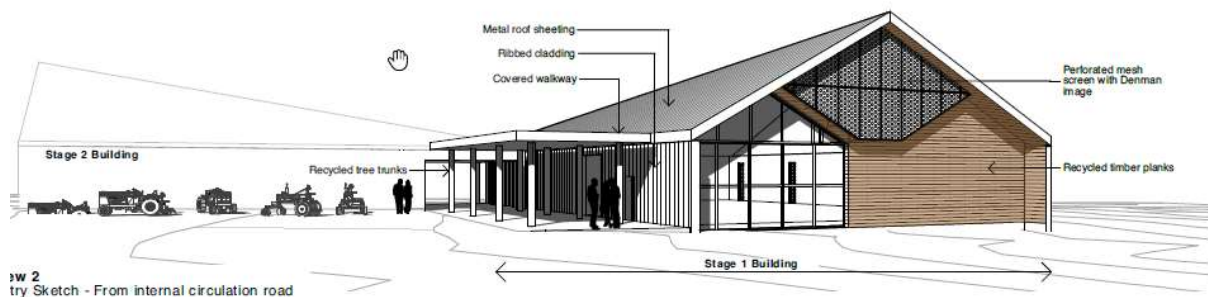 Metal roof sheeting
Ribbed cladding
Covered walkway
Perforated mesh
screen with Denman
image
Stage 2 Building
Recycled tree trunks
Recycled timber planks
Stage 1 Building
ew 2
try Sketch - From internal circulation road